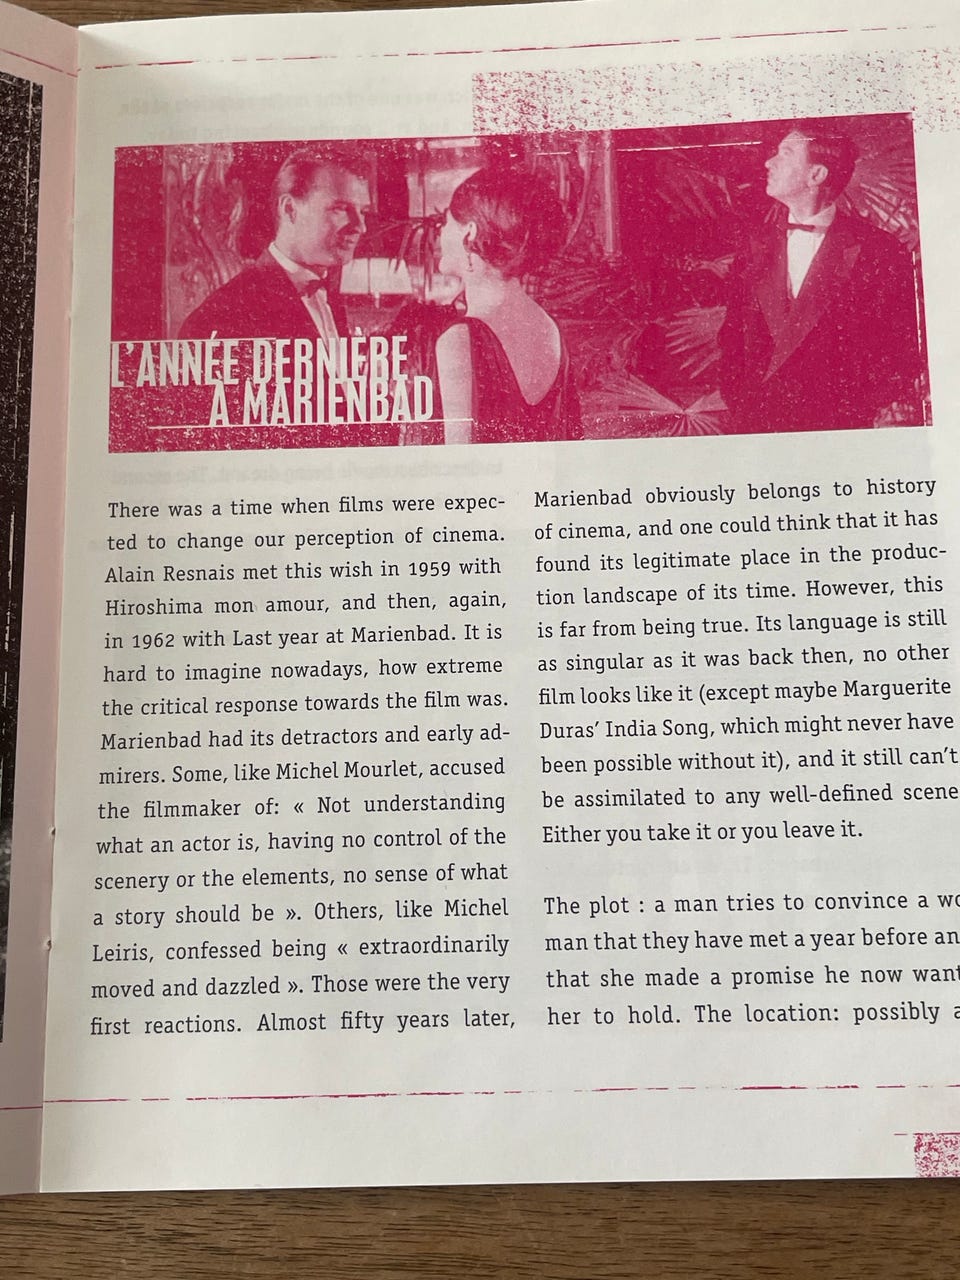 L'ANNÉE DERNIÈRE
A MARIENBAD
There was a time when films were expec-
ted to change our perception of cinema.
Alain Resnais met this wish in 1959 with
Hiroshima mon amour, and then, again,
in 1962 with Last year at Marienbad. It is
hard to imagine nowadays, how extreme
the critical response towards the film was.
Marienbad had its detractors and early ad-
mirers. Some, like Michel Mourlet, accused
the filmmaker of: « Not understanding
what an actor is, having no control of the
scenery or the elements, no sense of what
a story should be ». Others, like Michel
Leiris, confessed being « extraordinarily
moved and dazzled ». Those were the very
first reactions. Almost fifty years later,
Marienbad obviously belongs to history
of cinema, and one could think that it has
found its legitimate place in the produc-
tion landscape of its time. However, this
is far from being true. Its language is still
as singular as it was back then, no other
film looks like it (except maybe Marguerite
Duras’ India Song, which might never have
been possible without it), and it still can’t
be assimilated to any well-defined scene
Either you take it or you leave it.
The plot : a man tries to convince a wo
man that they have met a year before an
that she made a promise he now want
her to hold. The location: possibly a